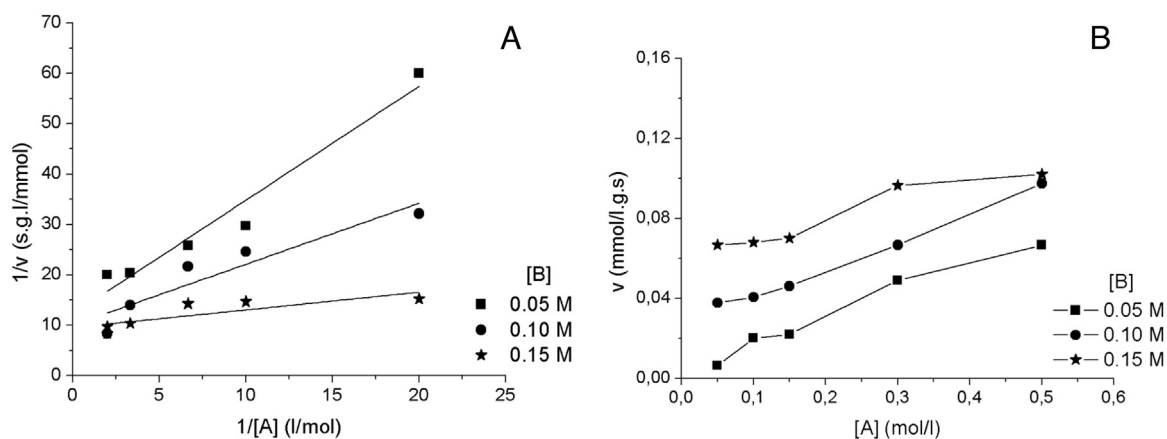 A
70
60
50
40
30
20
10
0
1/v (s.g.l/mmol)
0
5
10
15
20
25
1/[A] (l/mol)
[B]
0.05 M
0.10 M
0.15 M
B
0,16
0,12
0,08
0,04
0,00
v (mmol/l.g.s)
0,0
0,1
0,2
0,3
0,4
0,5
0,6
[A] (mol/l)
[B]
0.05 M
0.10 M
0.15 M